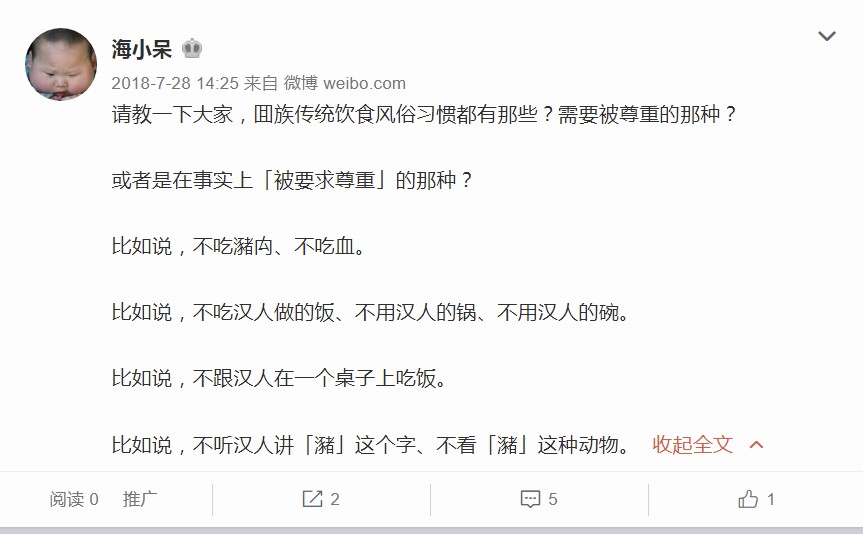 海小呆
2018-7-28 14:25 来自 微博 weibo.com
请教一下大家，囬族传统饮食风俗习惯都有那些？需要被尊重的那种？
或者是在事实上「被要求尊重」的那种？
比如说，不吃瀦禸、不吃血。
比如说，不吃汉人做的饭、不用汉人的锅、不用汉人的碗。
比如说，不跟汉人在一个桌子上吃饭。
比如说，不听汉人讲「瀦」这个字、不看「瀦」这种动物。 收起全文
阅读 0 推广 2 5 1